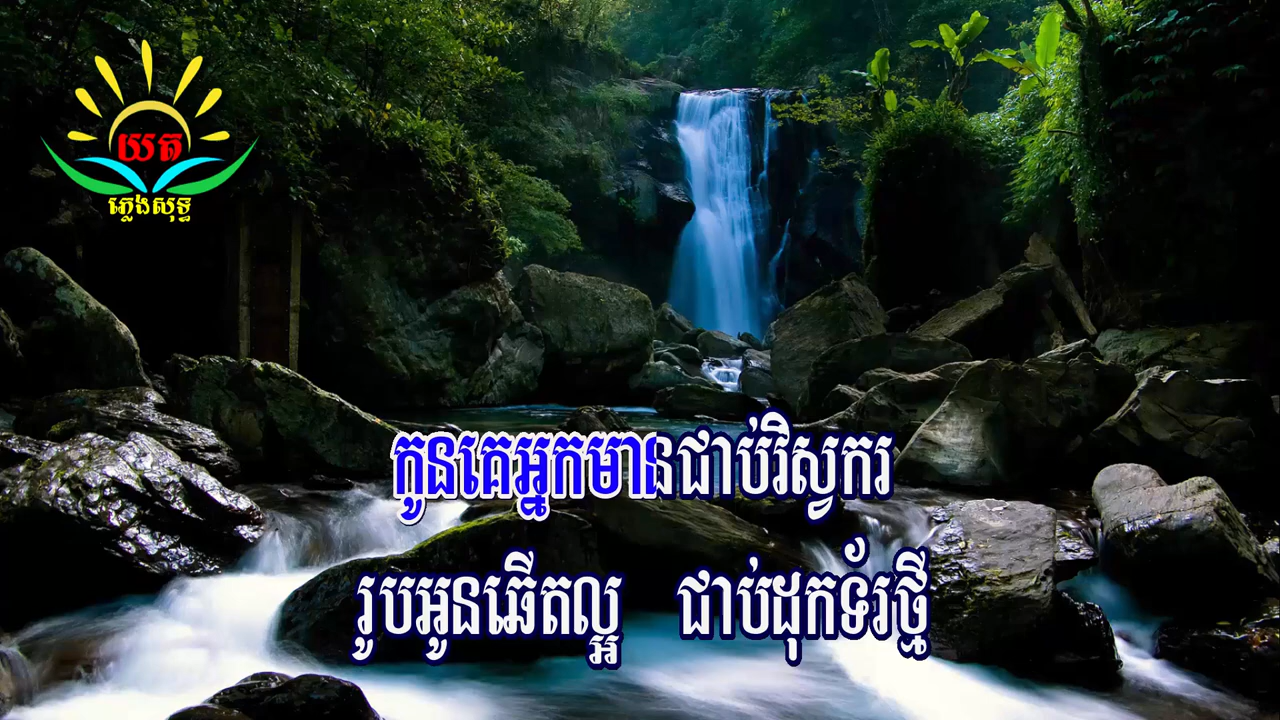 យត
ភ្លេងសុទ្ធ
កូនគេអ្នកមានជាប់វិស្វករ
រូបអូនឆើតល្អ ជាប់ដុកទ័រថ្មី